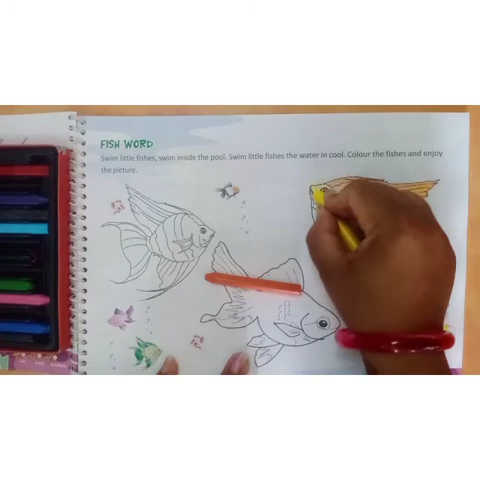 FISH WORD
Swim little fishes, swim inside the pool. Swim little fishes the water in cool. Colour the fishes and enjoy
the picture.